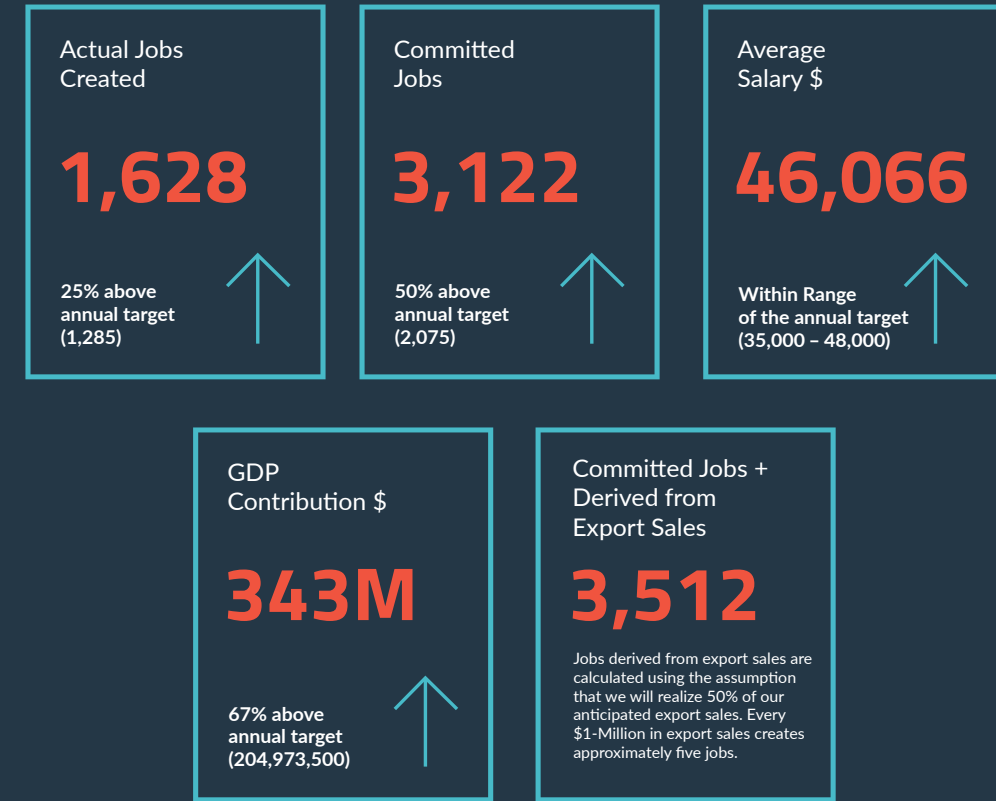 Actual Jobs
Created
1,628
25% above
annual target
(1,285)
Committed
Jobs
3,122
50% above
annual target
(2,075)
Average
Salary $
46,066
Within Range
of the annual target
(35,000 – 48,000)
GDP
Contribution $
343M
67% above
annual target
(204,973,500)
Committed Jobs +
Derived from
Export Sales
3,512
Jobs derived from export sales are
calculated using the assumption
that we will realize 50% of our
anticipated export sales. Every
$1-Million in export sales creates
approximately five jobs.